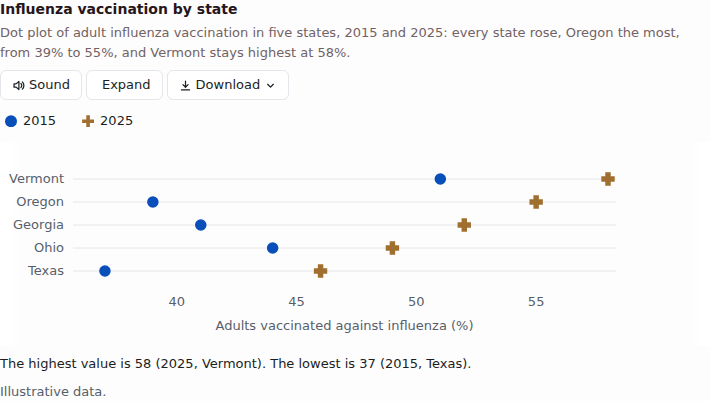 Influenza vaccination by state
Dot plot of adult influenza vaccination in five states, 2015 and 2025: every state rose, Oregon the most,
from 39% to 55%, and Vermont stays highest at 58%.
Sound Expand Download
2015 2025
Vermont
Oregon
Georgia
Ohio
Texas
40 45 50 55
Adults vaccinated against influenza (%)
The highest value is 58 (2025, Vermont). The lowest is 37 (2015, Texas).
Illustrative data.